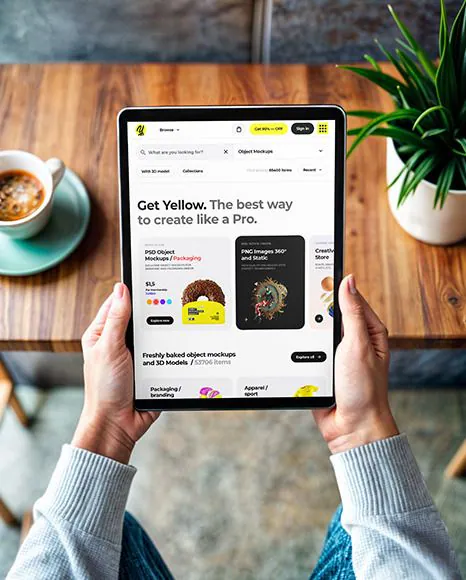 Browse
Get 90% — OFF
Sign in
What are you looking for?
Object Mockups
With 3D model
Collections
items
Recent
Get Yellow. The best way
to create like a Pro.
PSD Object
Mockups / Packaging
$1,5
Explore now
PNG Images 360°
and Static
Creative
Store
Freshly baked object mockups
and 3D Models / 53706 items
Explore all
Packaging /
branding
Apparel /
sport